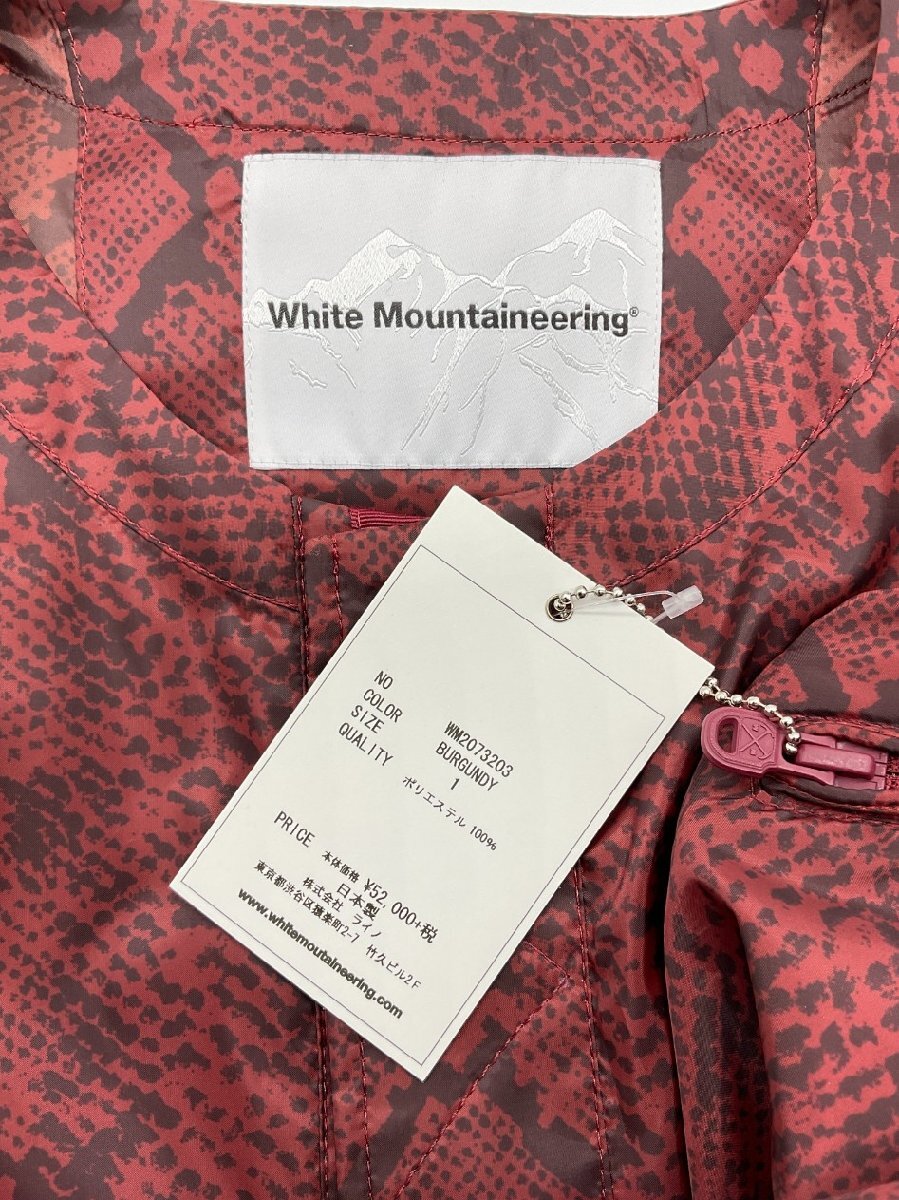 White Mountaineering®
NO WM2073203
COLOR BURGUNDY
SIZE 1
QUALITY ポリエステル 100%
PRICE 本体価格 ¥52,000+税
日本製
株式会社 ライノ
東京都渋谷区猿楽町2-7 竹久ビル2F
www.whitemoutaineering.com